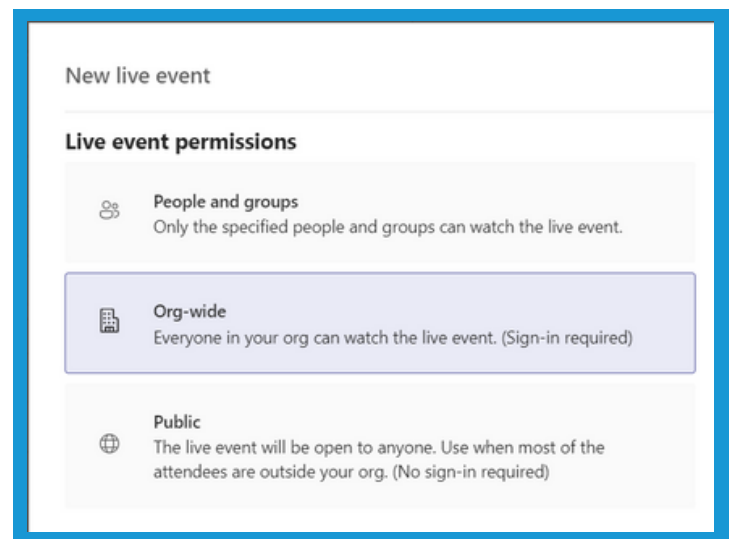 New live event
Live event permissions
People and groups
Only the specified people and groups can watch the live event.
Org-wide
Everyone in your org can watch the live event. (Sign-in required)
Public
The live event will be open to anyone. Use when most of the
attendees are outside your org. (No sign-in required)